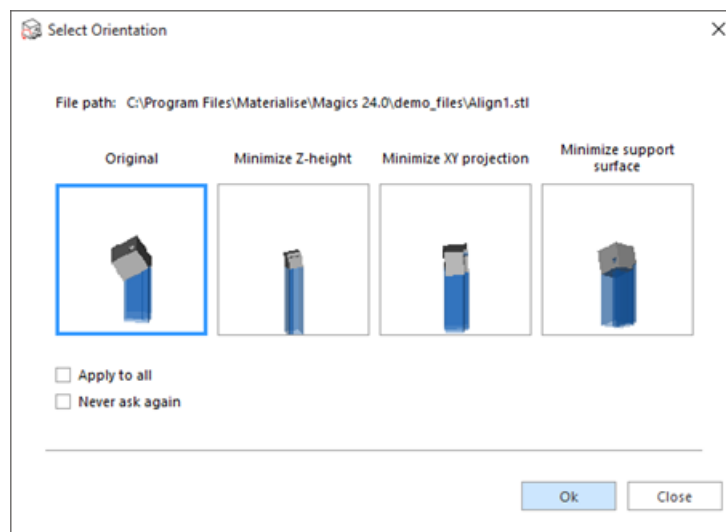 Select Orientation
File path: C:\Program Files\Materialise\Magics 24.0\demo_files\Align1.stl
Original
Minimize Z-height
Minimize XY projection
Minimize support
surface
Apply to all
Never ask again
Ok
Close